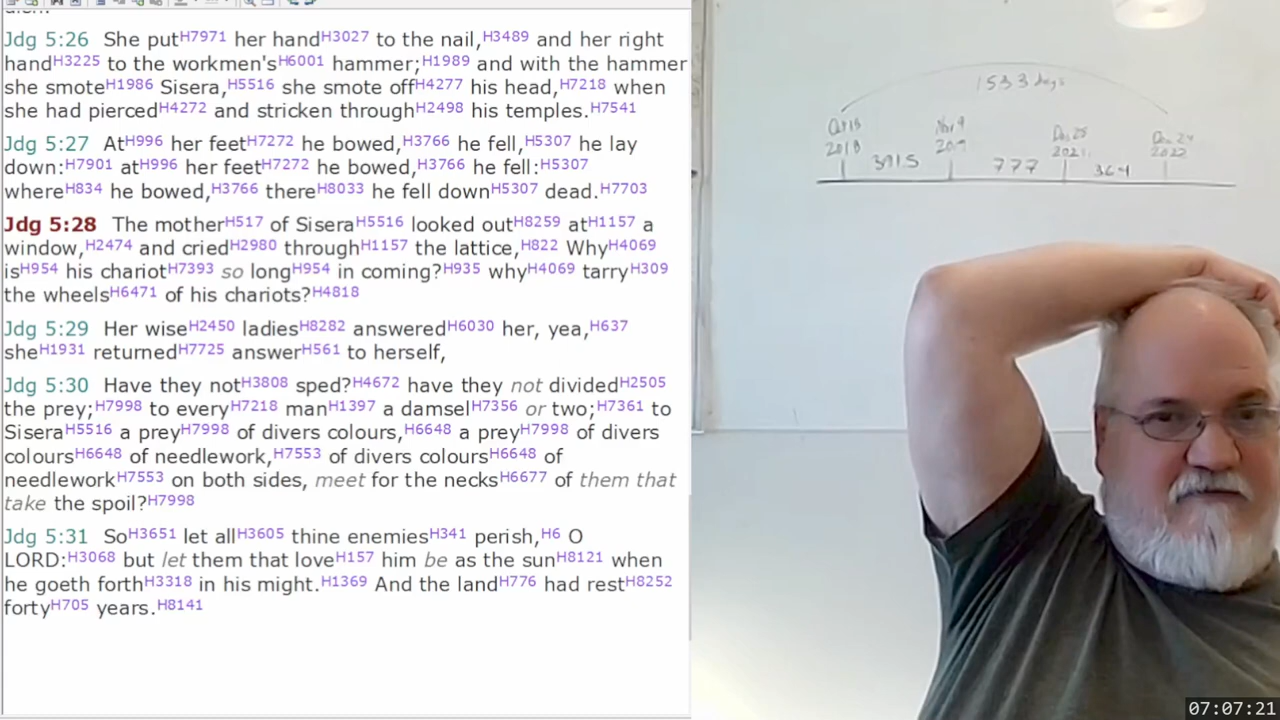 Jdg 5:26 She putH7971 her handH3027 to the nail,H3489 and her right
handH3225 to the workmen'sH6001 hammer;H1989 and with the hammer
she smoteH1986 Sisera,H5516 she smote offH4277 his head,H7218 when
she had piercedH4272 and stricken throughH2498 his temples.H7541
Jdg 5:27 AtH996 her feetH7272 he bowed,H3766 he fell,H5307 he lay
down:H7901 atH996 her feetH7272 he bowed,H3766 he fell:H5307
whereH834 he bowed,H3766 thereH8033 he fell downH5307 dead.H7703
Jdg 5:28 The motherH517 of SiseraH5516 looked outH8259 atH1157 a
window,H2474 and criedH2980 throughH1157 the lattice,H822 WhyH4069
isH954 his chariotH7393 so longH954 in coming?H935 whyH4069 tarryH309
the wheelsH6471 of his chariots?H4818
Jdg 5:29 Her wiseH2450 ladiesH8282 answeredH6030 her, yea,H637
sheH1931 returnedH7725 answerH561 to herself,
Jdg 5:30 Have they notH3808 sped?H4672 have they not dividedH2505
the prey;H7998 to everyH7218 manH1397 a damselH7356 or two;H7361 to
SiseraH5516 a preyH7998 of divers colours,H6648 a preyH7998 of divers
coloursH6648 of needlework,H7553 of divers coloursH6648 of
needleworkH7553 on both sides, meet for the necksH6677 of them that
take the spoil?H7998
Jdg 5:31 SoH3651 let allH3605 thine enemiesH341 perish,H6 O
LORD:H3068 but let them that loveH157 him be as the sunH8121 when
he goeth forthH3318 in his might.H1369 And the landH776 had restH8252
fortyH705 years.H8141
1533 days
Dec 25
2018
2021
2022
777
364
07:07:21